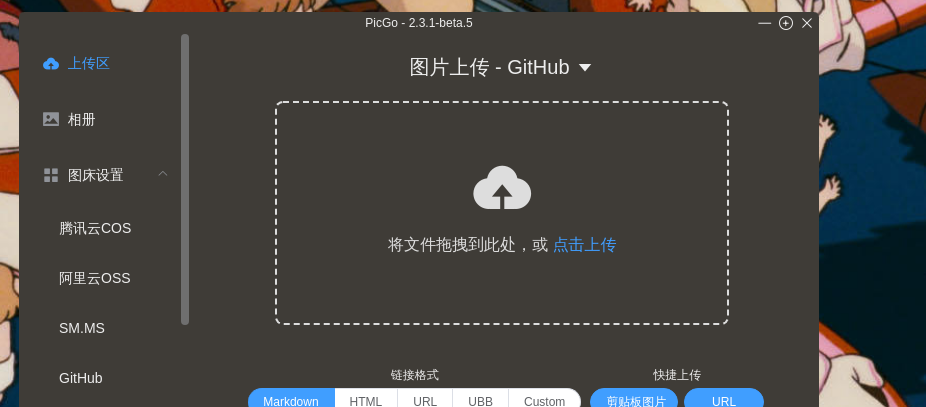 PicGo - 2.3.1-beta.5
上传区
相册
图床设置
腾讯云COS
阿里云OSS
SM.MS
GitHub
图片上传 - GitHub
将文件拖拽到此处，或 点击上传
链接格式
Markdown HTML URL UBB Custom
快捷上传
剪贴板图片 URL